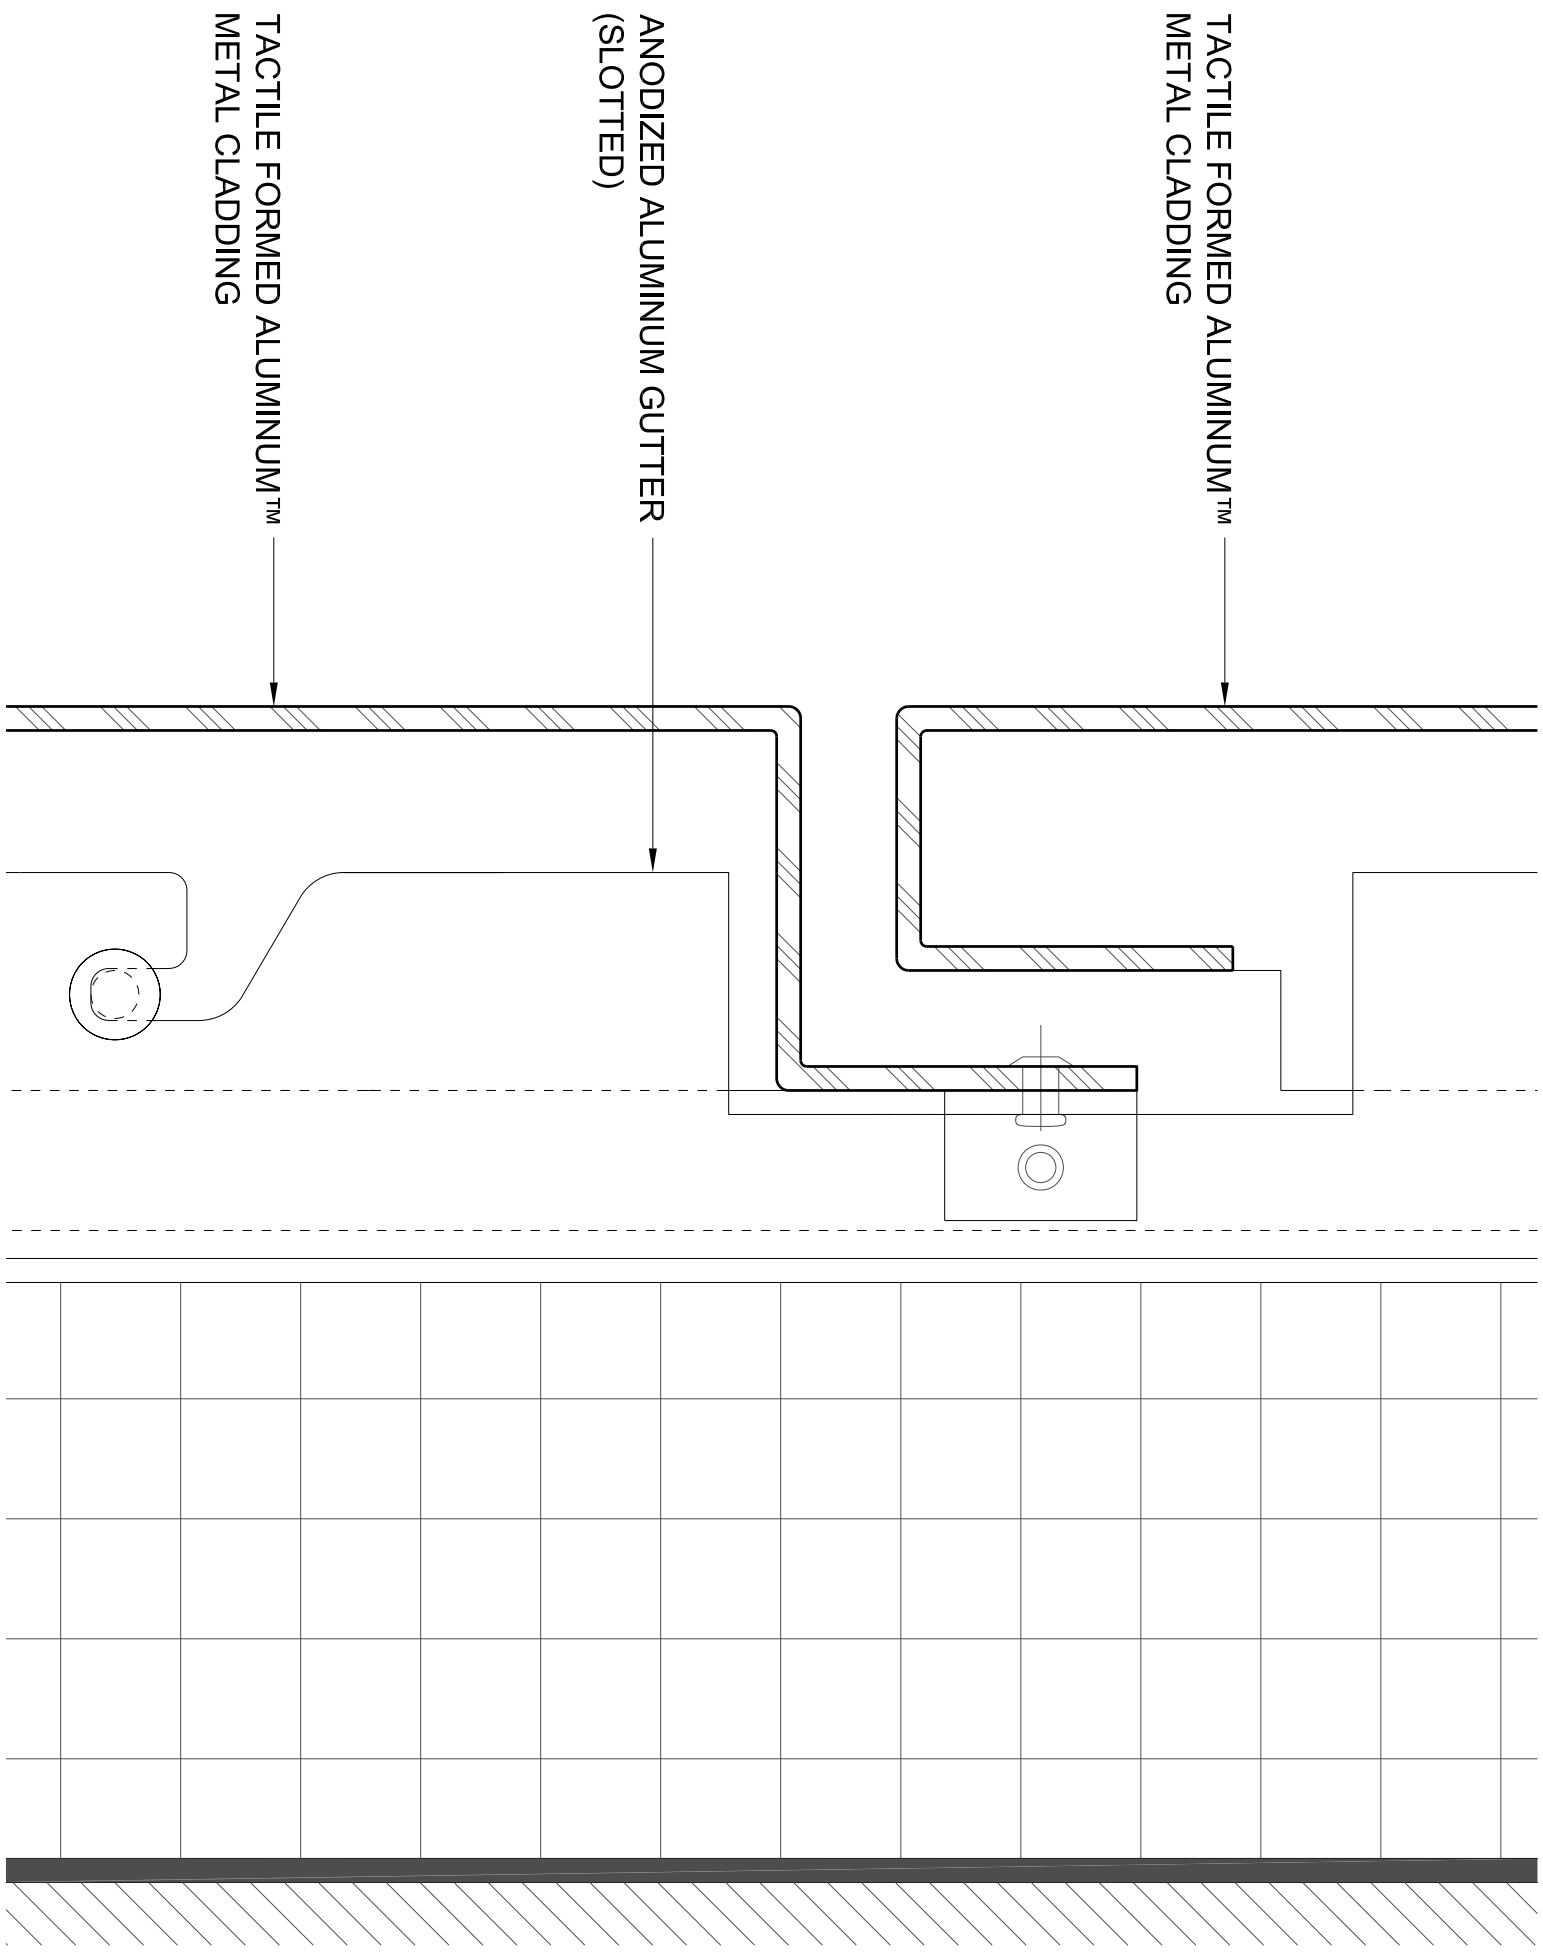 TACTILE FORMED ALUMINUM™
METAL CLADDING
ANODIZED ALUMINUM GUTTER
(SLOTTED)
TACTILE FORMED ALUMINUM™
METAL CLADDING